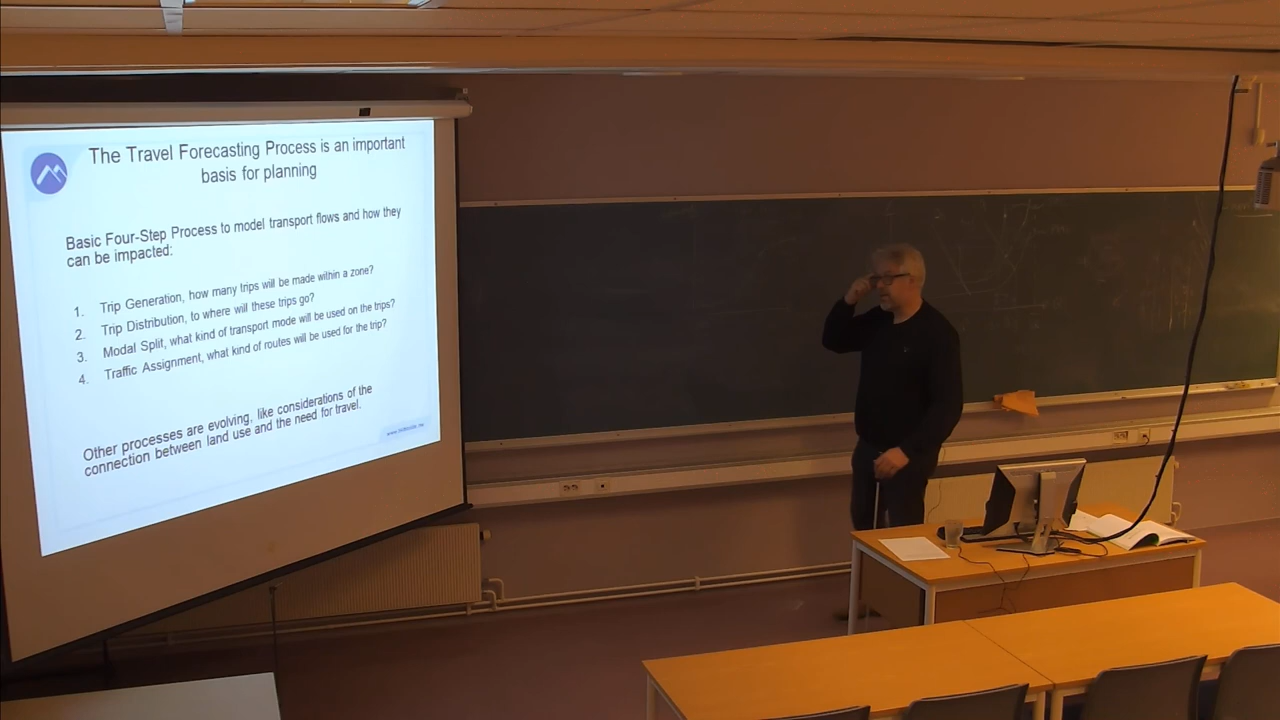 The Travel Forecasting Process is an important
basis for planning
Basic Four-Step Process to model transport flows and how they
can be impacted:
1. Trip Generation, how many trips will be made within a zone?
2. Trip Distribution, to where will these trips go?
3. Modal Split, what kind of transport mode will be used on the trips?
4. Traffic Assignment, what kind of routes will be used for the trip?
Other processes are evolving, like considerations of the
connection between land use and the need for travel.